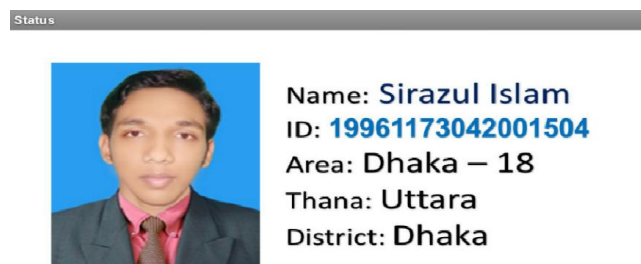 Status
Name: Sirazul Islam
ID: 19961173042001504
Area: Dhaka – 18
Thana: Uttara
District: Dhaka